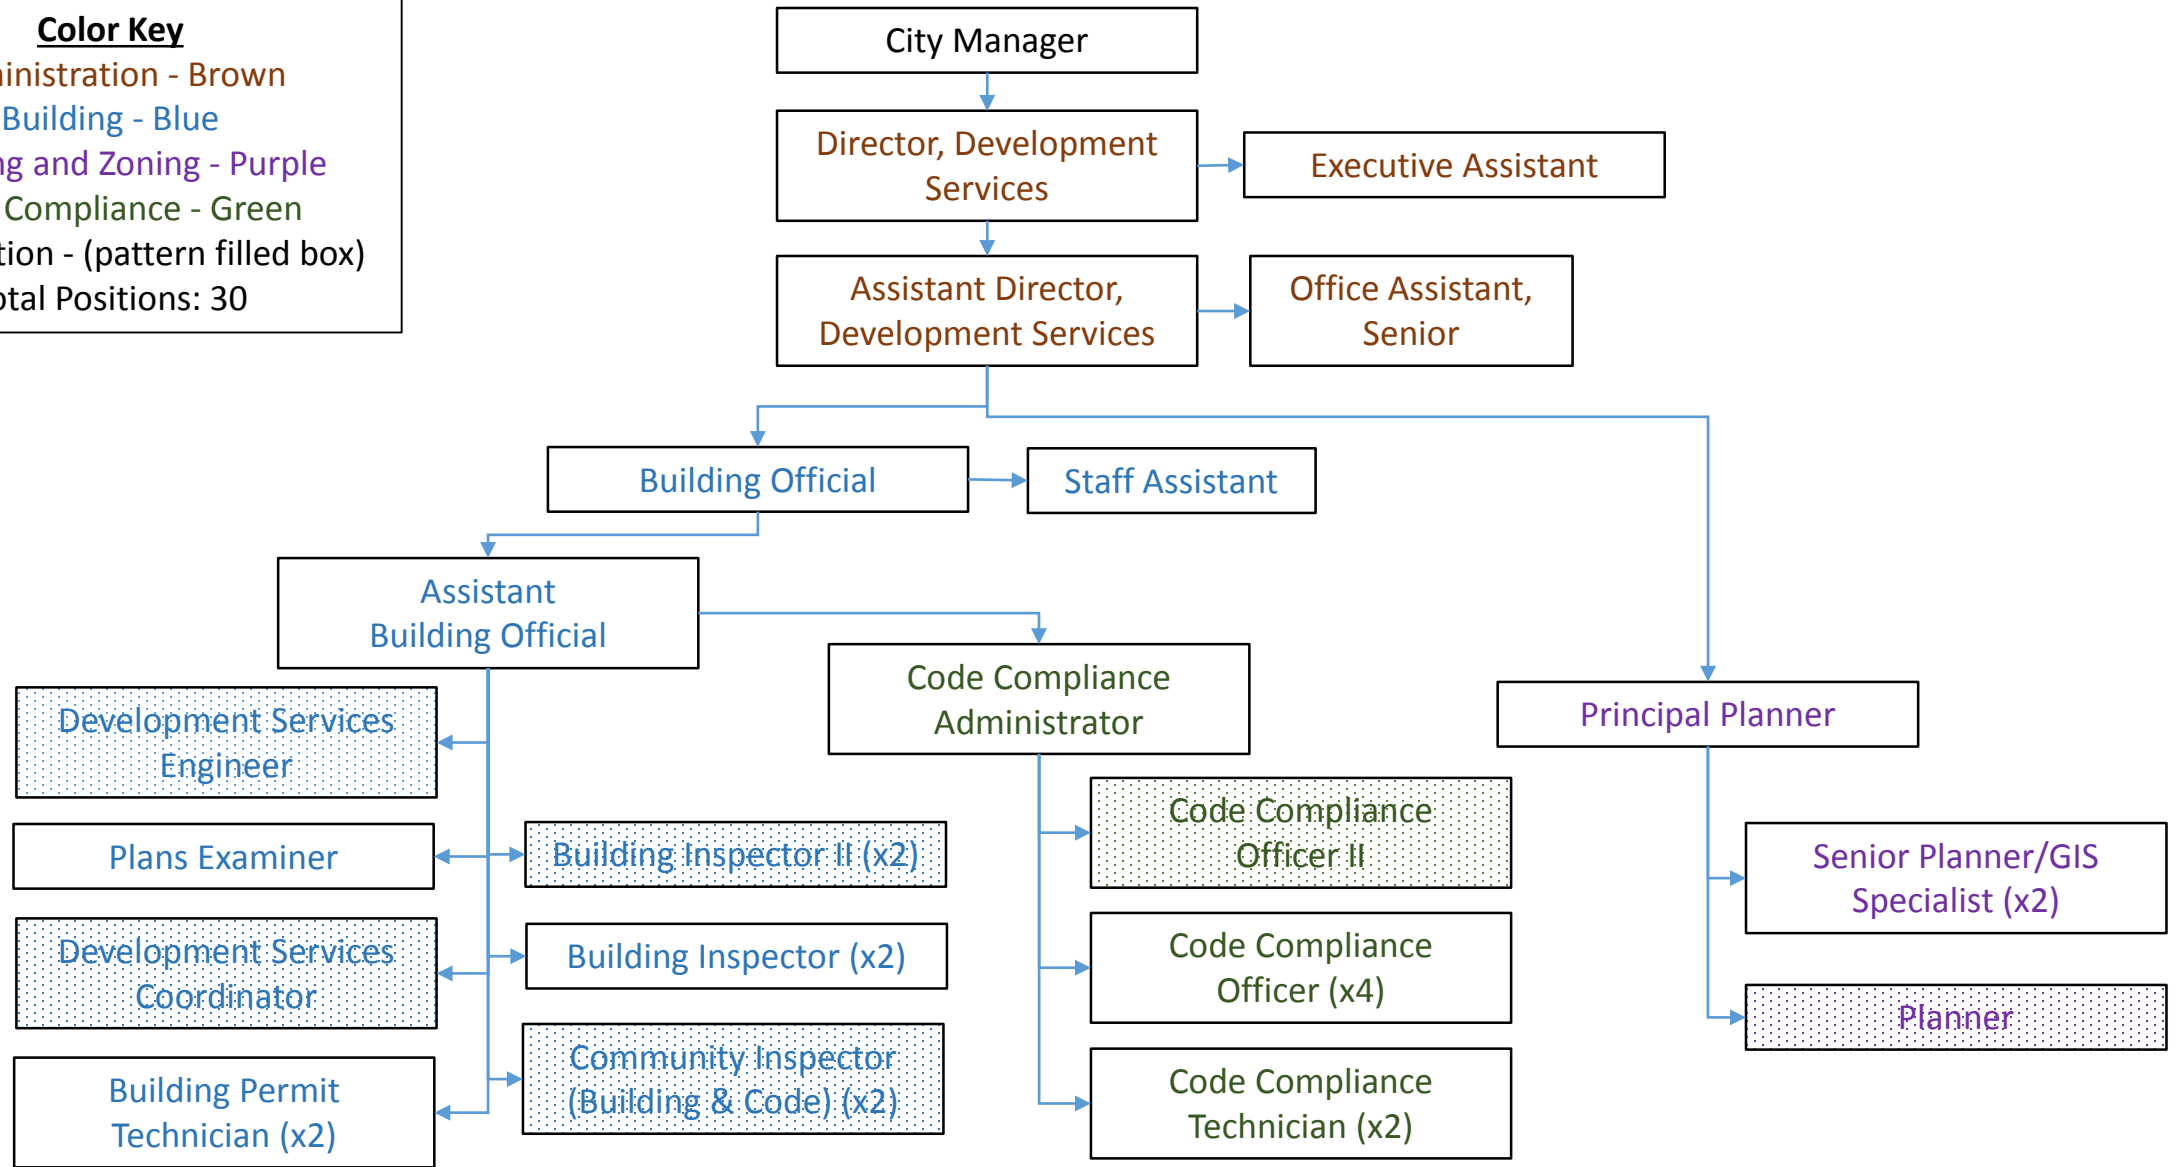 Color Key
inistration - Brown
Building - Blue
ng and Zoning - Purple
Compliance - Green
tion - (pattern filled box)
otal Positions: 30
City Manager
Director, Development
Services
Executive Assistant
Assistant Director,
Development Services
Office Assistant,
Senior
Building Official
Staff Assistant
Assistant
Building Official
Code Compliance
Administrator
Principal Planner
Development Services
Engineer
Plans Examiner
Development Services
Coordinator
Building Permit
Technician (x2)
Building Inspector II (x2)
Building Inspector (x2)
Community Inspector
(Building & Code) (x2)
Code Compliance
Officer II
Code Compliance
Officer (x4)
Code Compliance
Technician (x2)
Senior Planner/GIS
Specialist (x2)
Planner